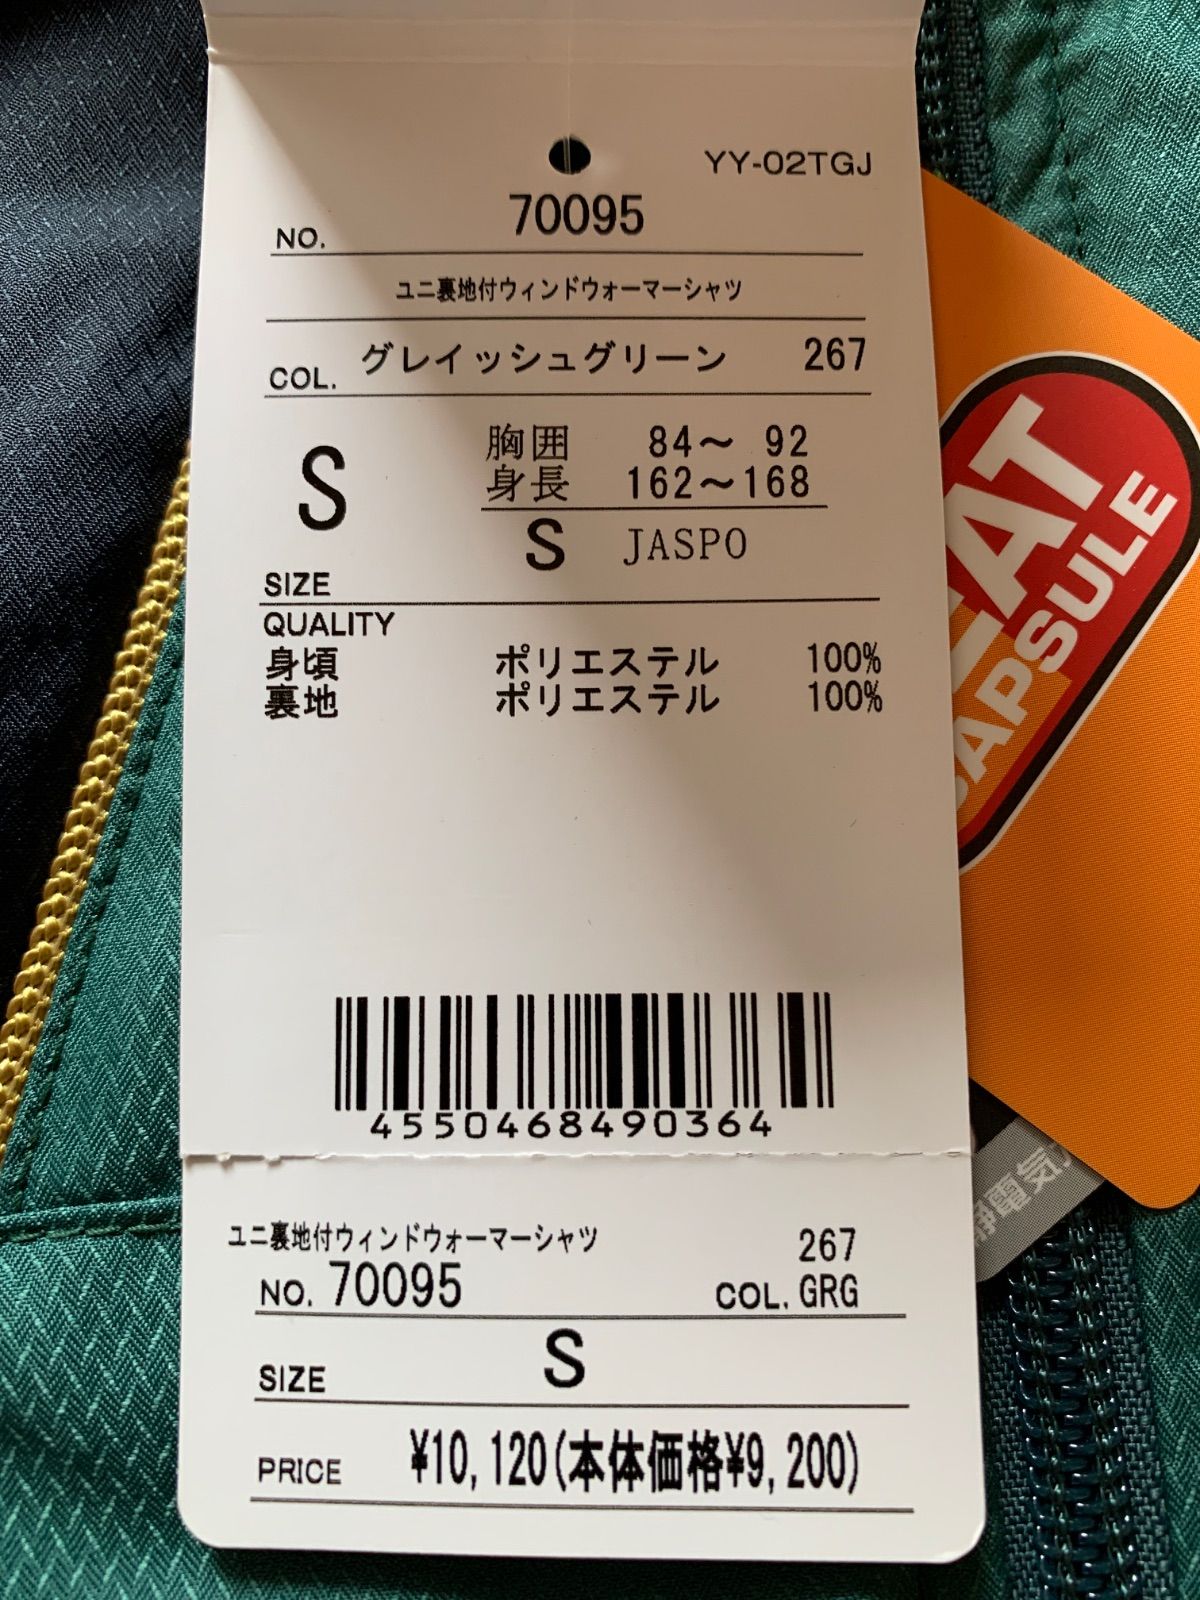 YY-02TGJ
NO. 70095
ユニ裏地付ウィンドウォーマーシャツ
COL. グレイッシュグリーン 267
S 胸囲 84～ 92
身長 162～168
S JASPO
SIZE
QUALITY
身頃 ポリエステル 100%
裏地 ポリエステル 100%
4550468490364
ユニ裏地付ウィンドウォーマーシャツ 267
NO. 70095 COL. GRG
SIZE S
PRICE ¥10,120(本体価格¥9,200)
EAT
CAPSULE
静電気